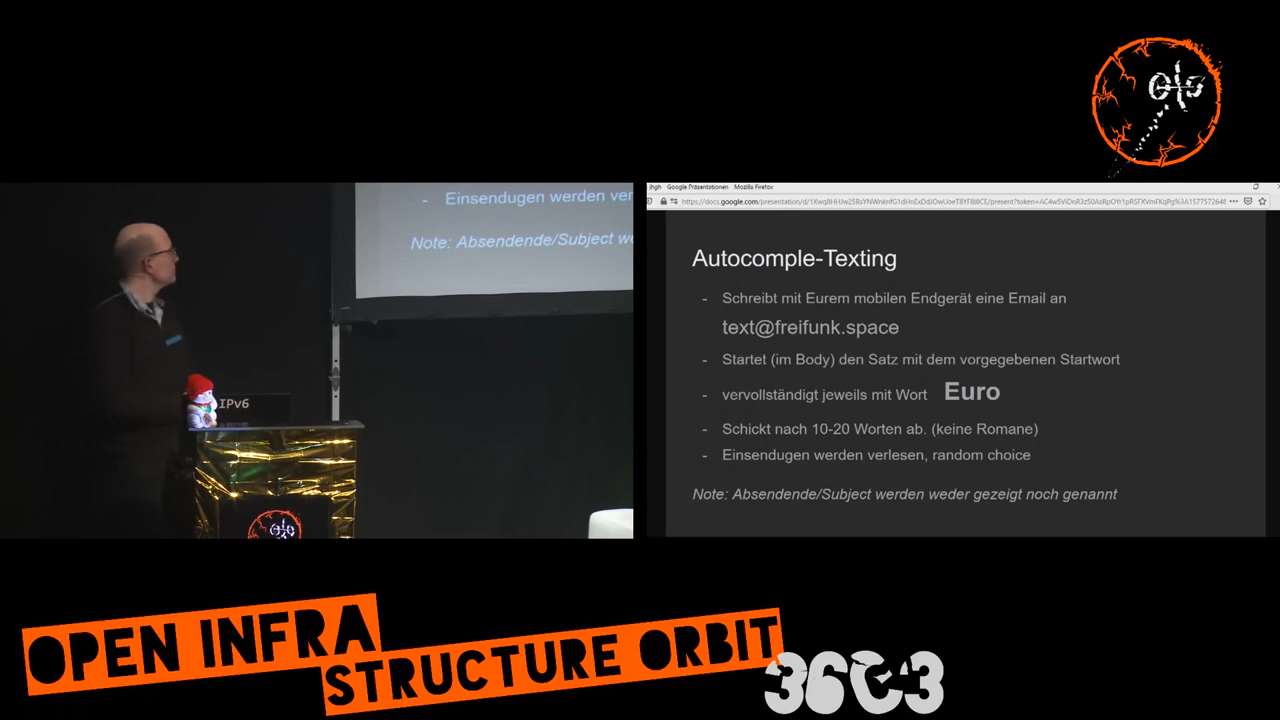 OIO
Einsendugen werden ver
Note: Absendende/Subject we
IPv6
OIO
jhgh
Google Präsentationen
Mozilla Firefox
Autocomple-Texting
- Schreibt mit Eurem mobilen Endgerät eine Email an
text@freifunk.space
- Startet (im Body) den Satz mit dem vorgegebenen Startwort
- vervollständigt jeweils mit Wort Euro
- Schickt nach 10-20 Worten ab. (keine Romane)
- Einsendugen werden verlesen, random choice
Note: Absendende/Subject werden weder gezeigt noch genannt
OPEN INFRA
STRUCTURE ORBIT
36C3